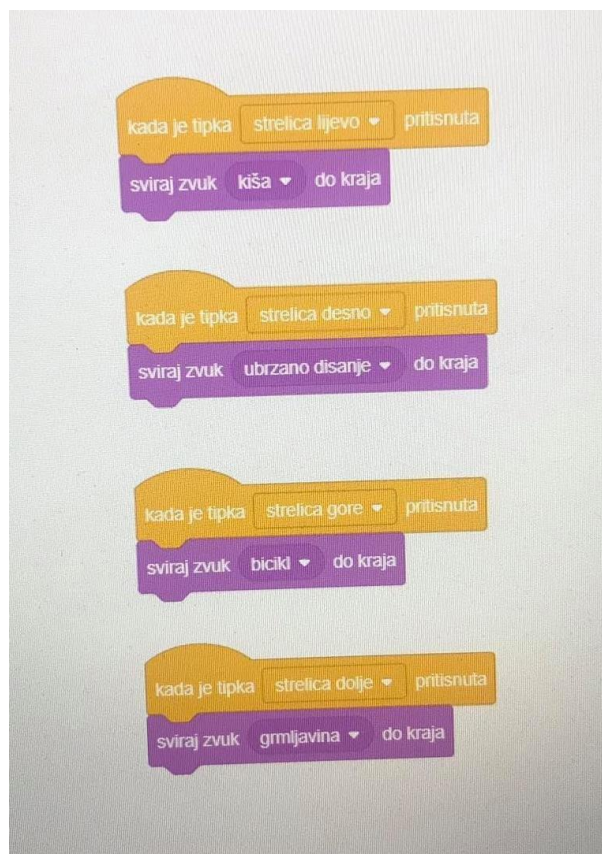 kada je tipka strelica lijevo pritisnuta
sviraj zvuk kiša do kraja
kada je tipka strelica desno pritisnuta
sviraj zvuk ubrzano disanje do kraja
kada je tipka strelica gore pritisnuta
sviraj zvuk bicikl do kraja
kada je tipka strelica dolje pritisnuta
sviraj zvuk grmljavina do kraja